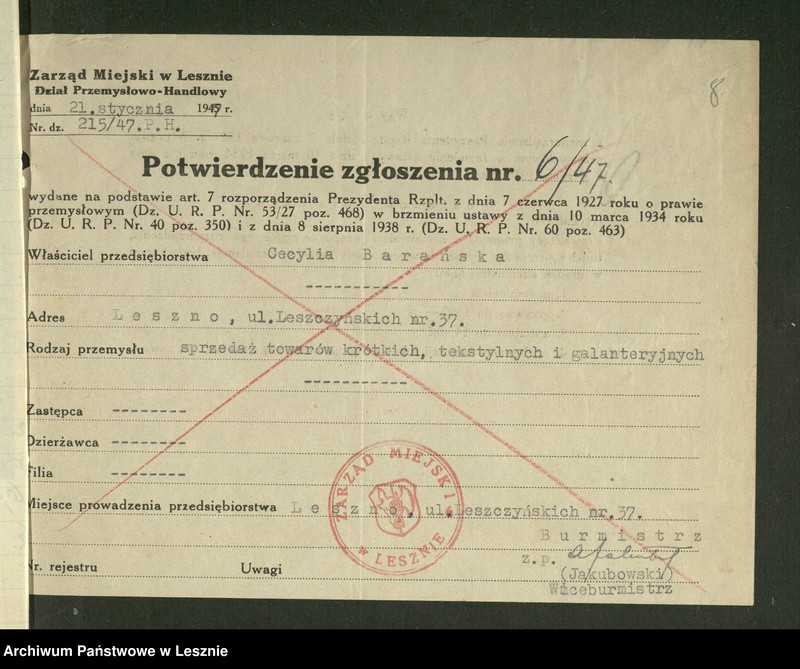 8.
Zarząd Miejski w Lesznie
Dział Przemysłowo-Handlowy
dnia 21.stycznia 1947 r.
Nr. dz. 215/47.P.H.
Potwierdzenie zgłoszenia nr. 6/47.
wydane na podstawie art. 7 rozporządzenia Prezydenta Rzplt. z dnia 7 czerwca 1927 roku o prawie
przemysłowym (Dz. U. R. P. Nr. 53/27 poz. 468) w brzmieniu ustawy z dnia 10 marca 1934 roku
(Dz. U. R. P. Nr. 40 poz. 350) i z dnia 8 sierpnia 1938 r. (Dz. U. R. P. Nr. 60 poz. 463)
Właściciel przedsiębiorstwa Cecylia B a r a ń s k a
-----------
Adres L e s z n o , ul.Leszczyńskich nr.37.
Rodzaj przemysłu sprzedaż towarów krótkich, tekstylnych i galanteryjnych
-----------
Zastępca --------
Dzierżawca --------
Filia --------
Miejsce prowadzenia przedsiębiorstwa L e s z n o , ul.Leszczyńskich nr.37.
ZARZĄD MIEJSKI
w LESZNIE
B u r m i s t r z
z.p.
(Jakubowski)
Wiceburmistrz
Nr. rejestru Uwagi
Archiwum Państwowe w Lesznie